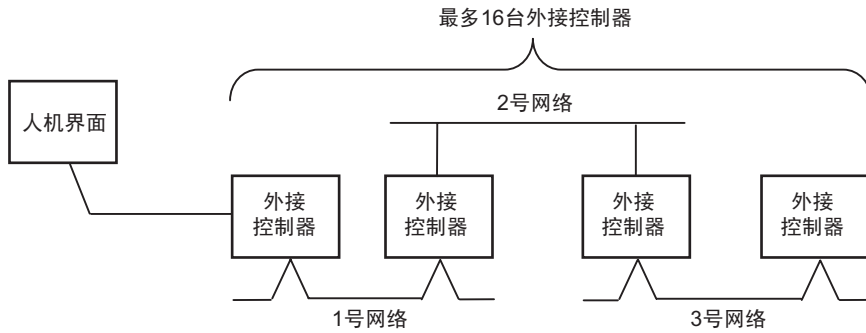 最多16台外接控制器
人机界面
2号网络
外接
控制器
外接
控制器
外接
控制器
外接
控制器
1号网络
3号网络